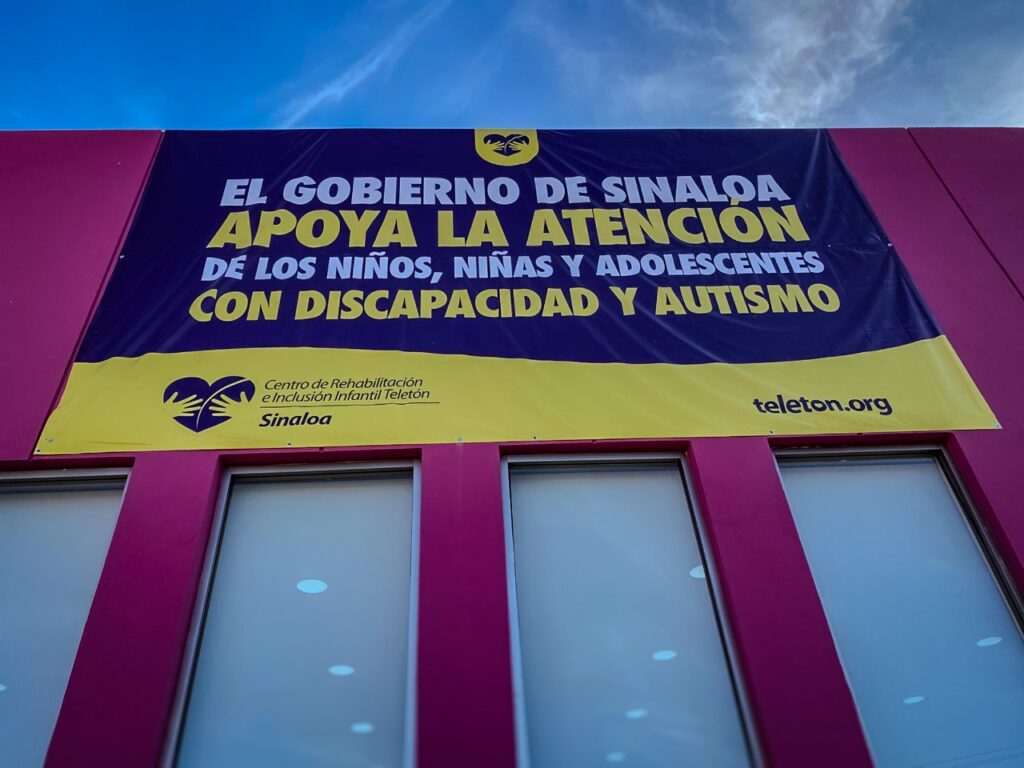 EL GOBIERNO DE SINALOA
APOYA LA ATENCIÓN
DE LOS NIÑOS, NIÑAS Y ADOLESCENTES
CON DISCAPACIDAD Y AUTISMO
Centro de Rehabilitación
e Inclusión Infantil Teletón
Sinaloa
teleton.org